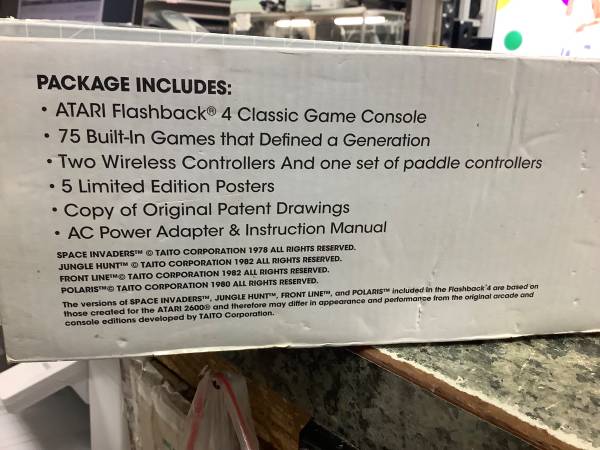 PACKAGE INCLUDES:
• ATARI Flashback® 4 Classic Game Console
• 75 Built-In Games that Defined a Generation
• Two Wireless Controllers And one set of paddle controllers
• 5 Limited Edition Posters
• Copy of Original Patent Drawings
• AC Power Adapter & Instruction Manual
SPACE INVADERS™ © TAITO CORPORATION 1978 ALL RIGHTS RESERVED.
JUNGLE HUNT™ © TAITO CORPORATION 1982 ALL RIGHTS RESERVED.
FRONT LINE™© TAITO CORPORATION 1982 ALL RIGHTS RESERVED.
POLARIS™© TAITO CORPORATION 1980 ALL RIGHTS RESERVED.
The versions of SPACE INVADERS™, JUNGLE HUNT™, FRONT LINE™, and POLARIS™ included in the Flashback®4 are based on
those created for the ATARI 2600® and therefore may differ in appearance and performance from the original arcade and
console editions developed by TAITO Corporation.